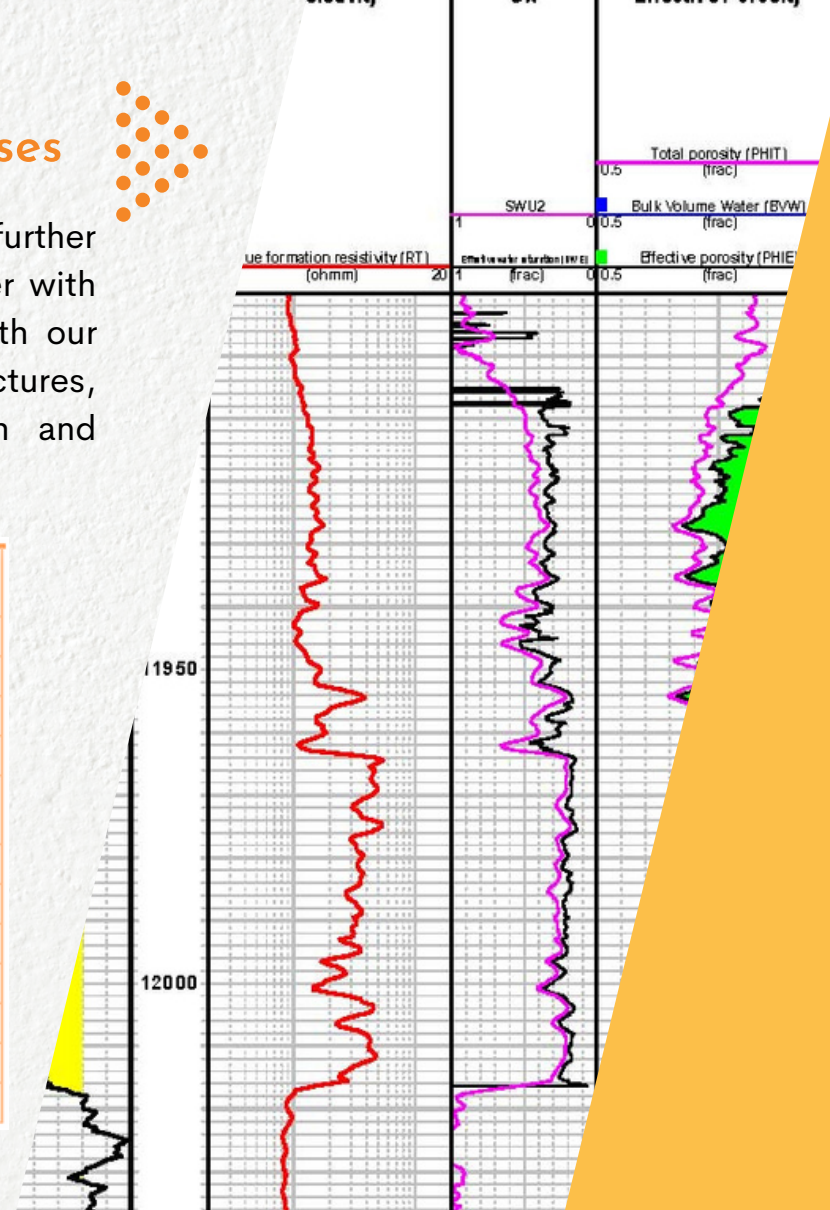 ses
further
er with
th our
ctures,
n and
Total porosity (PHIT)
0.5 (frac)
SWU2
1 0
Bulk Volume Water (BVW)
0.5 (frac)
ue formation resistivity (RT)
(ohmm) 20
1 (frac) 0
Effective porosity (PHIE)
0.5 (frac)
11950
12000